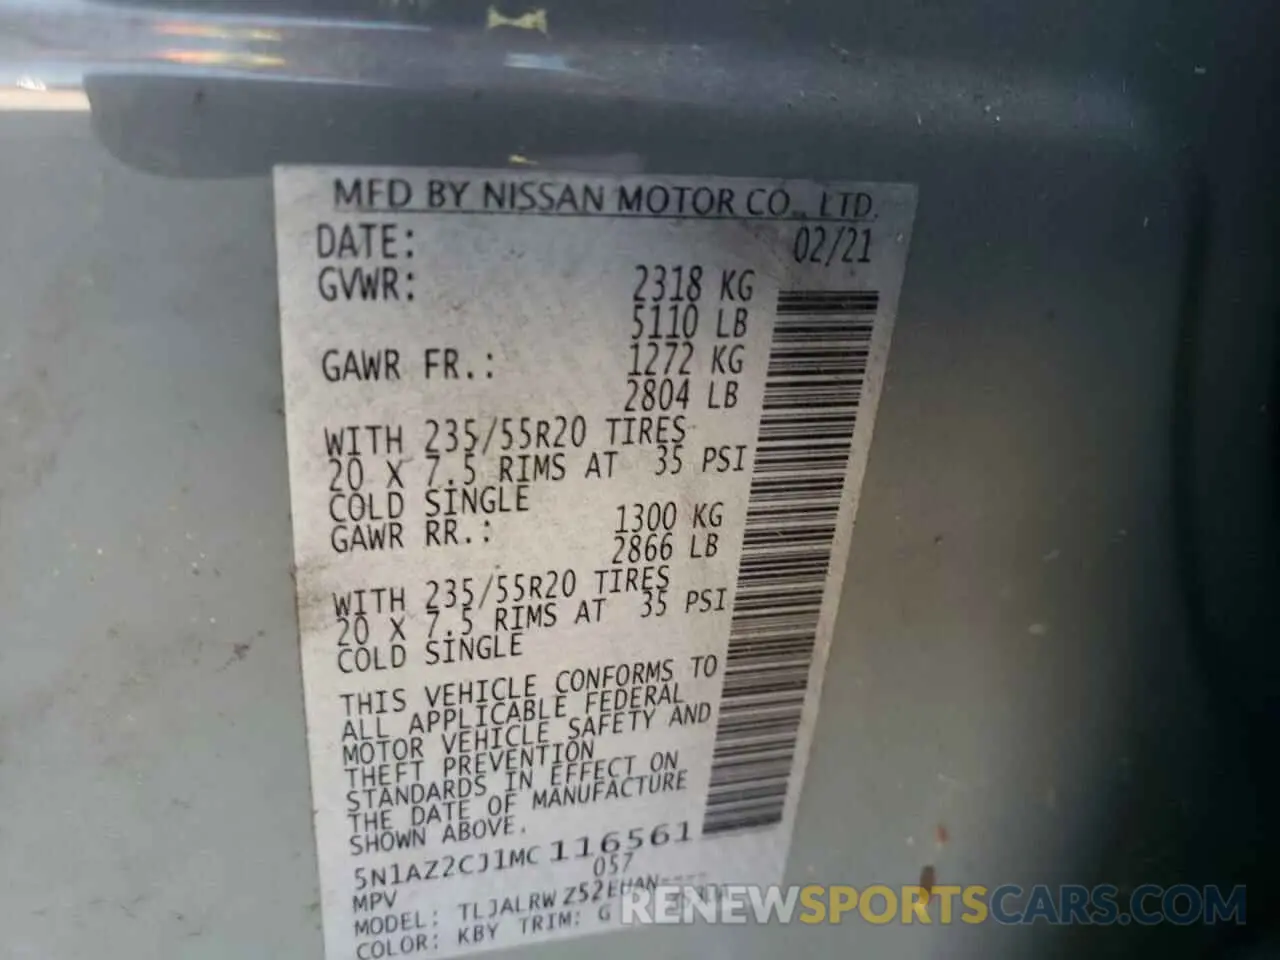 MFD BY NISSAN MOTOR CO., LTD.
DATE: 02/21
GVWR: 2318 KG
5110 LB
GAWR FR.: 1272 KG
2804 LB
WITH 235/55R20 TIRES
20 X 7.5 RIMS AT 35 PSI
COLD SINGLE
GAWR RR.: 1300 KG
2866 LB
WITH 235/55R20 TIRES
20 X 7.5 RIMS AT 35 PSI
COLD SINGLE
THIS VEHICLE CONFORMS TO
ALL APPLICABLE FEDERAL
MOTOR VEHICLE SAFETY AND
THEFT PREVENTION
STANDARDS IN EFFECT ON
THE DATE OF MANUFACTURE
SHOWN ABOVE.
5N1AZ2CJ1MC116561
MPV 057
MODEL: TLJALRW Z52EHAN----
COLOR: KBY TRIM: G
RENEWSPORTSCARS.COM